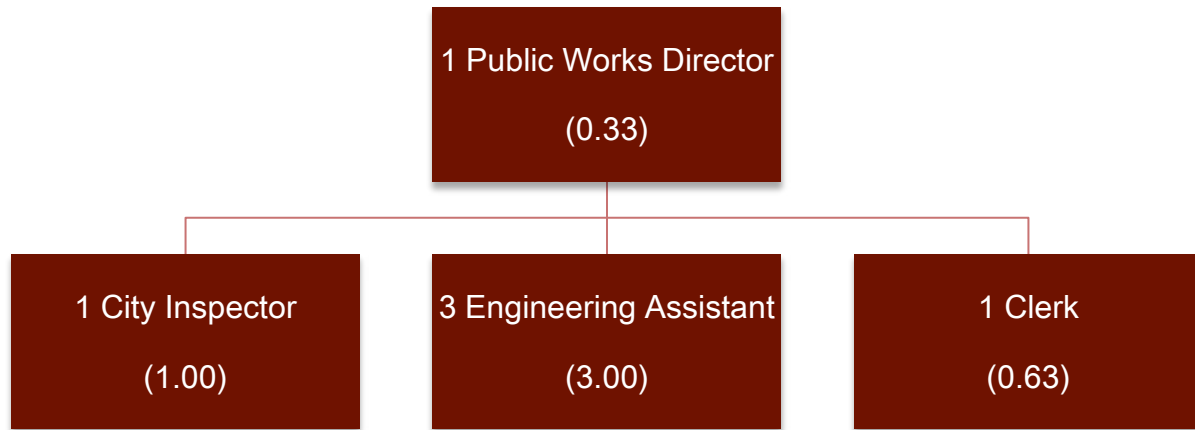 1 Public Works Director
(0.33)
1 City Inspector
(1.00)
3 Engineering Assistant
(3.00)
1 Clerk
(0.63)